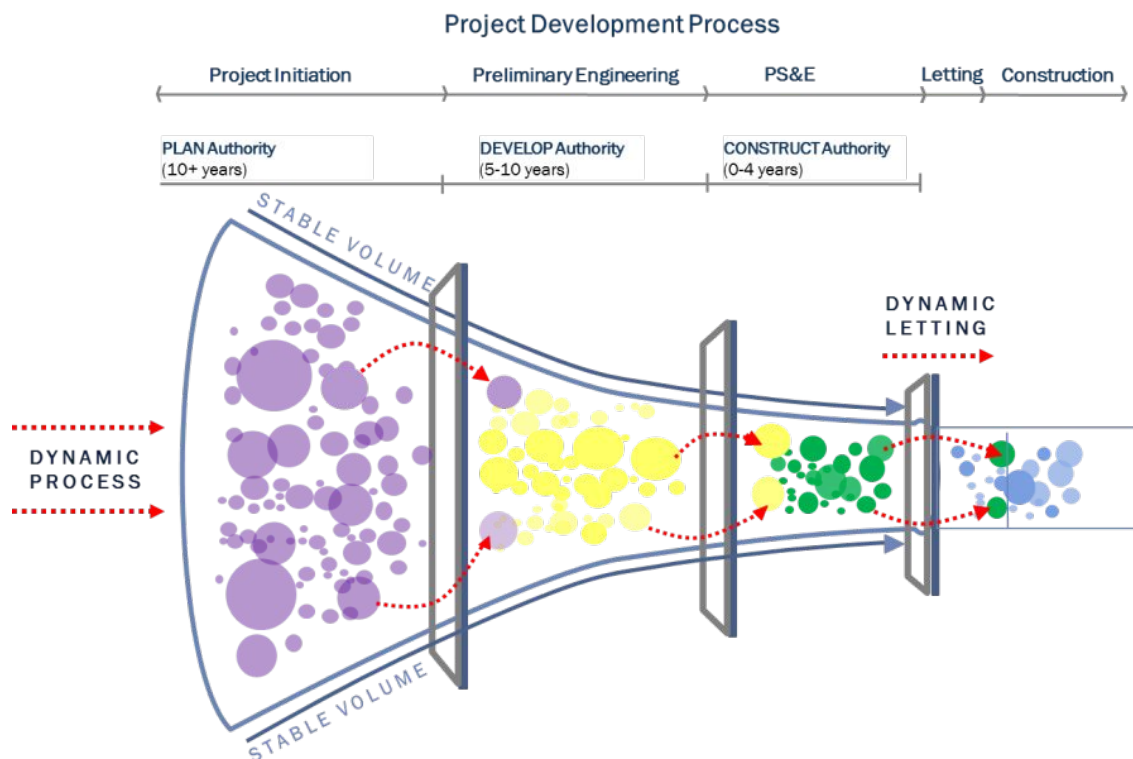 Project Development Process
Project Initiation
Preliminary Engineering
PS&E
Letting
Construction
PLAN Authority
(10+ years)
DEVELOP Authority
(5-10 years)
CONSTRUCT Authority
(0-4 years)
STABLE VOLUME
DYNAMIC
LETTING
DYNAMIC
PROCESS
STABLE VOLUME